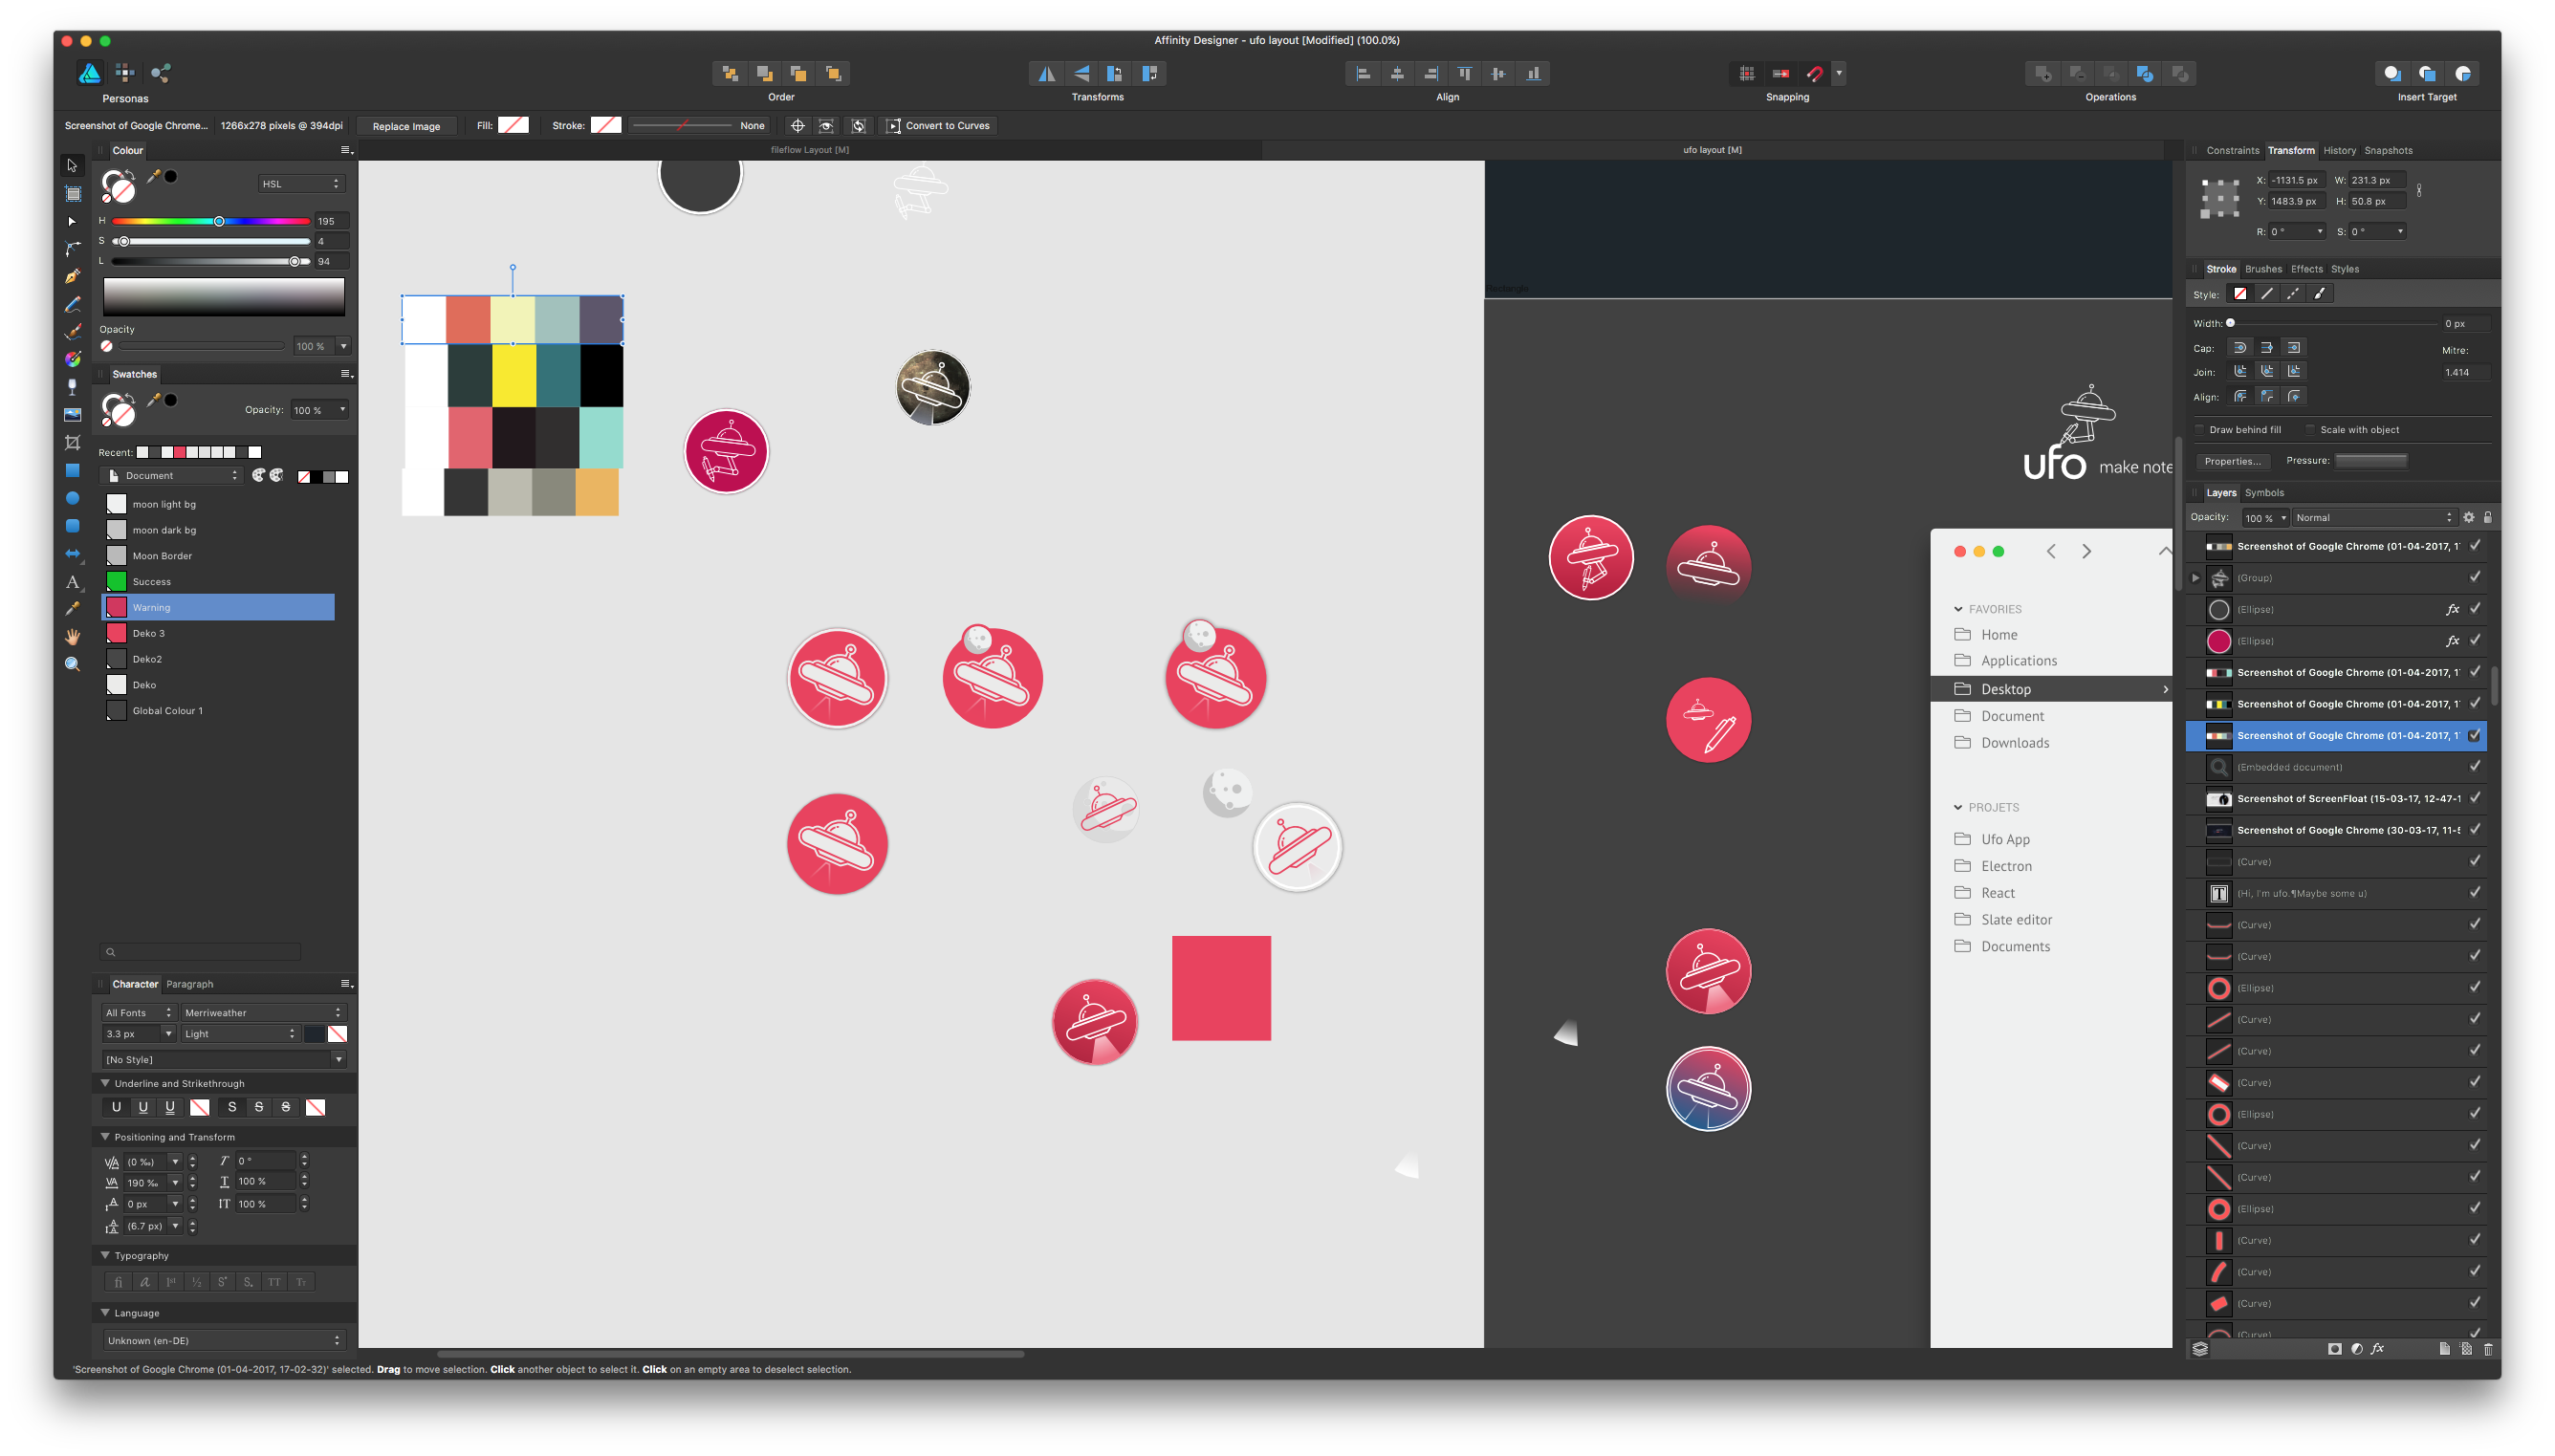 Affinity Designer - ufo layout [Modified] (100.0%)
Personas
Order
Transforms
Align
Snapping
Operations
Insert Target
Screenshot of Google Chrome...
1266x278 pixels @ 394dpi
Replace Image
Fill:
Stroke:
None
Convert to Curves
Colour
HSL
H
195
S
4
L
94
Opacity
100 %
Swatches
Opacity:
100 %
Recent:
Document
moon light bg
moon dark bg
Moon Border
Success
Warning
Deko 3
Deko2
Deko
Global Colour 1
Character
Paragraph
All Fonts
Merriweather
3.3 px
Light
[No Style]
Underline and Strikethrough
U U U S S S
Positioning and Transform
(0 ‰)
0 °
190 ‰
100 %
0 px
100 %
(6.7 px)
Typography
Language
Unknown (en-DE)
'Screenshot of Google Chrome (01-04-2017, 17-02-32)' selected. Drag to move selection. Click another object to select it. Click on an empty area to deselect selection.
fileflow Layout [M]
ufo layout [M]
Rectangle
ufo make note
FAVORIES
Home
Applications
Desktop
Document
Downloads
PROJETS
Ufo App
Electron
React
Slate editor
Documents
Constraints
Transform
History
Snapshots
X: -1131.5 px
W: 231.3 px
Y: 1483.9 px
H: 50.8 px
R: 0 °
S: 0 °
Stroke
Brushes
Effects
Styles
Style:
Width:
0 px
Cap:
Mitre:
Join:
1.414
Align:
Draw behind fill
Scale with object
Properties...
Pressure:
Layers
Symbols
Opacity:
100 %
Normal
Screenshot of Google Chrome (01-04-2017, 1
(Group)
(Ellipse)
fx
(Ellipse)
fx
Screenshot of Google Chrome (01-04-2017, 1
Screenshot of Google Chrome (01-04-2017, 1
Screenshot of Google Chrome (01-04-2017, 1
(Embedded document)
Screenshot of ScreenFloat (15-03-17, 12-47-1
Screenshot of Google Chrome (30-03-17, 11-5
(Curve)
(Hi, I'm ufo.¶Maybe some u)
(Curve)
(Curve)
(Ellipse)
(Curve)
(Curve)
(Curve)
(Ellipse)
(Curve)
(Curve)
(Ellipse)
(Curve)
(Curve)
(Curve)
(Curve)
fx